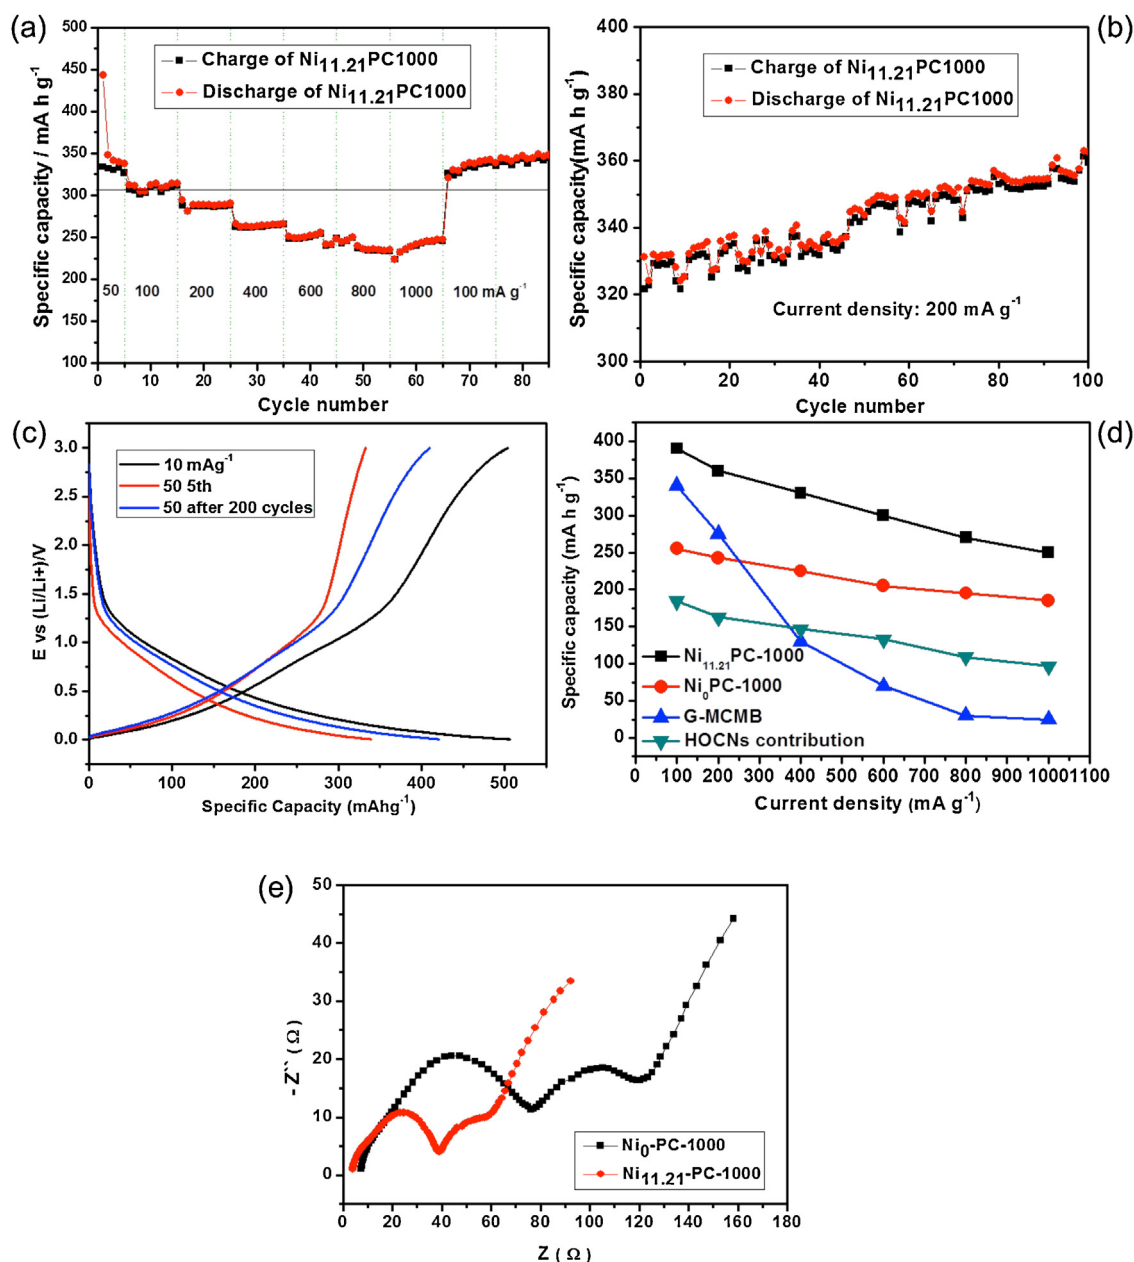 (a)
500
450
400
350
300
250
200
150
100
Specific capacity / mA h g⁻¹
Charge of Ni₁₁.₂₁PC1000
Discharge of Ni₁₁.₂₁PC1000
50 100 200 400 600 800 1000 100 mA g⁻¹
0 10 20 30 40 50 60 70 80
Cycle number
(b)
400
380
360
340
320
300
Specific capacity(mA h g⁻¹)
Charge of Ni₁₁.₂₁PC1000
Discharge of Ni₁₁.₂₁PC1000
Current density: 200 mA g⁻¹
0 20 40 60 80 100
Cycle number
(c)
3.0
2.5
2.0
1.5
1.0
0.5
0.0
E vs (Li/Li+)/V
10 mAg⁻¹
50 5th
50 after 200 cycles
0 100 200 300 400 500
Specific Capacity (mAhg⁻¹)
(d)
400
350
300
250
200
150
100
50
0
Specific capacity (mA h g⁻¹)
Ni₁₁.₂₁PC-1000
Ni₀PC-1000
G-MCMB
HOCNs contribution
0 100 200 300 400 500 600 700 800 900 1000 1100
Current density (mA g⁻¹)
(e)
50
40
30
20
10
0
- Z`` ( Ω )
Ni₀-PC-1000
Ni₁₁.₂₁-PC-1000
0 20 40 60 80 100 120 140 160 180
Z ( Ω )